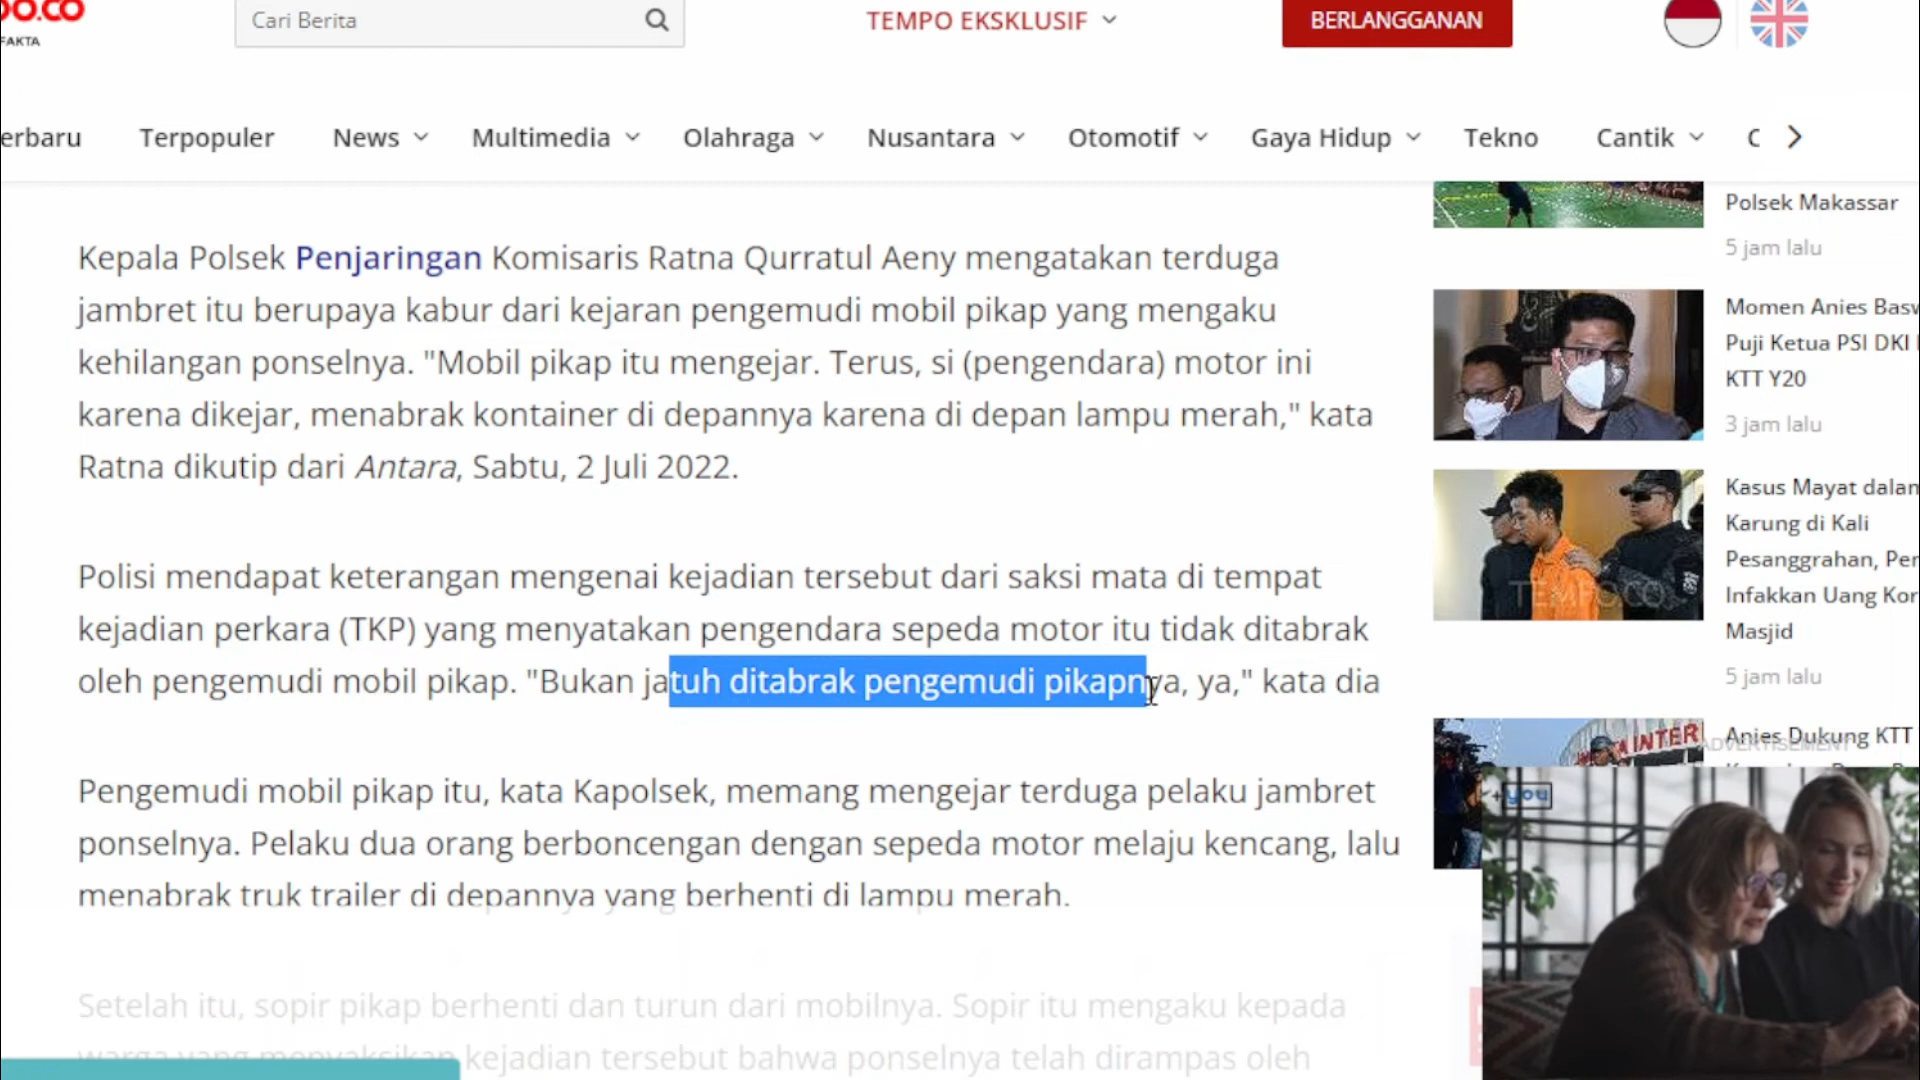 FAKTA
Cari Berita
TEMPO EKSKLUSIF
BERLANGGANAN
erbaru Terpopuler News Multimedia Olahraga Nusantara Otomotif Gaya Hidup Tekno Cantik
Kepala Polsek Penjaringan Komisaris Ratna Qurratul Aeny mengatakan terduga
jambret itu berupaya kabur dari kejaran pengemudi mobil pikap yang mengaku
kehilangan ponselnya. "Mobil pikap itu mengejar. Terus, si (pengendara) motor ini
karena dikejar, menabrak kontainer di depannya karena di depan lampu merah," kata
Ratna dikutip dari Antara, Sabtu, 2 Juli 2022.
Polisi mendapat keterangan mengenai kejadian tersebut dari saksi mata di tempat
kejadian perkara (TKP) yang menyatakan pengendara sepeda motor itu tidak ditabrak
oleh pengemudi mobil pikap. "Bukan jatuh ditabrak pengemudi pikapnya, ya," kata dia
Pengemudi mobil pikap itu, kata Kapolsek, memang mengejar terduga pelaku jambret
ponselnya. Pelaku dua orang berboncengan dengan sepeda motor melaju kencang, lalu
menabrak truk trailer di depannya yang berhenti di lampu merah.
Setelah itu, sopir pikap berhenti dan turun dari mobilnya. Sopir itu mengaku kepada
warga yang menyaksikan kejadian tersebut bahwa ponselnya telah dirampas oleh
Polsek Makassar
5 jam lalu
Momen Anies Basw
Puji Ketua PSI DKI
KTT Y20
3 jam lalu
Kasus Mayat dalam
Karung di Kali
Pesanggrahan, Per
Infakkan Uang Kor
Masjid
5 jam lalu
Anies Dukung KTT
ADVERTISEMENT
+you